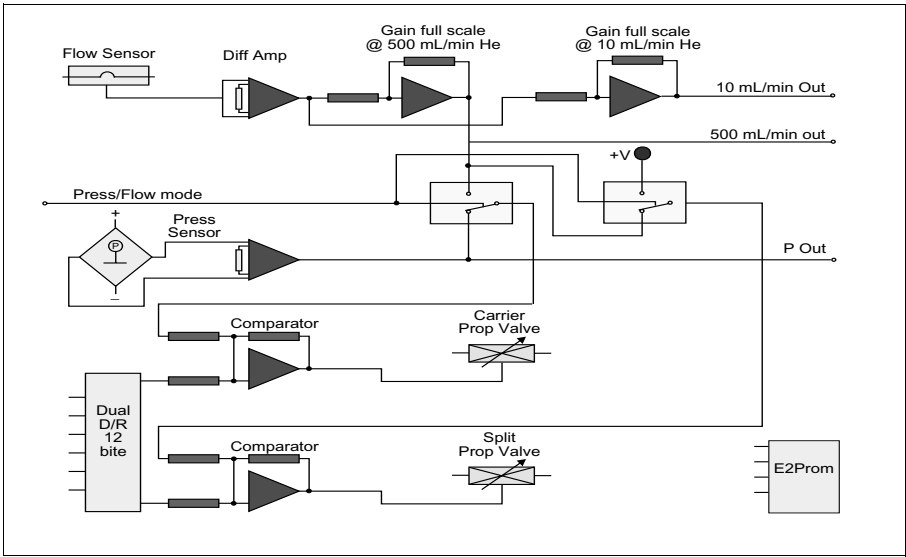 Gain full scale
@ 500 mL/min He
Gain full scale
@ 10 mL/min He
Flow Sensor
Diff Amp
10 mL/min Out
500 mL/min out
+V
Press/Flow mode
+
Press
Sensor
P
–
P Out
Carrier
Prop Valve
Comparator
Dual
D/R
12
bite
Split
Prop Valve
Comparator
E2Prom